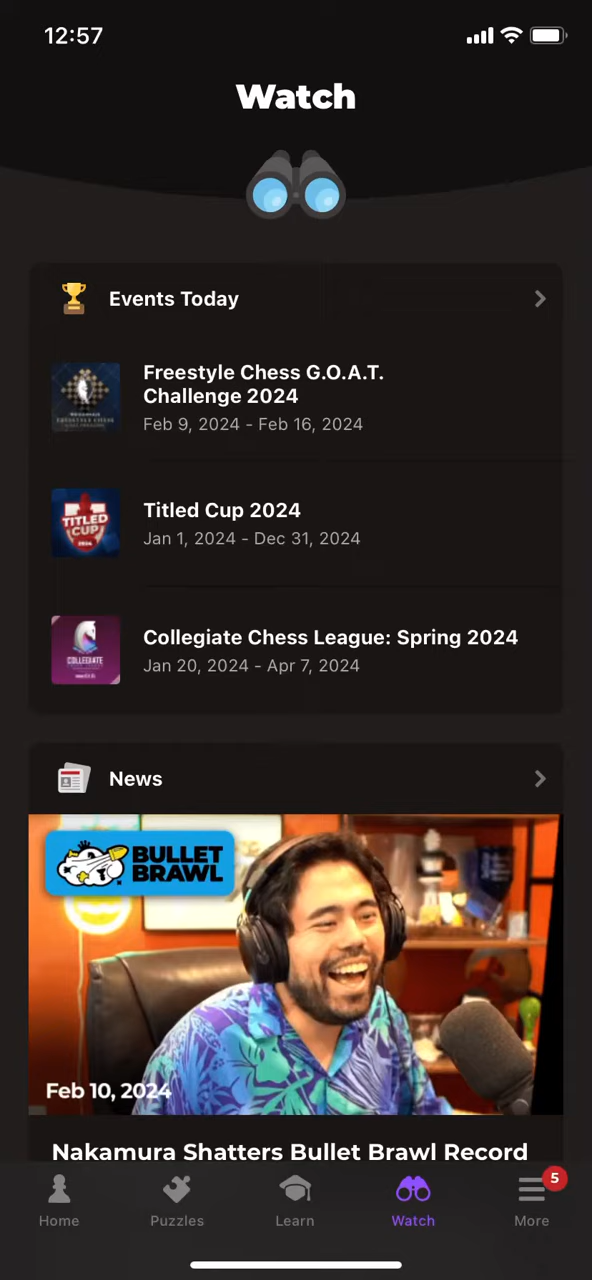 12:57
Watch
Events Today
Freestyle Chess G.O.A.T.
Challenge 2024
Feb 9, 2024 - Feb 16, 2024
TITLED
CUP
2024
Titled Cup 2024
Jan 1, 2024 - Dec 31, 2024
COLLEGIATE
Collegiate Chess League: Spring 2024
Jan 20, 2024 - Apr 7, 2024
News
BULLET
BRAWL
Feb 10, 2024
Nakamura Shatters Bullet Brawl Record
5
Home
Puzzles
Learn
Watch
More